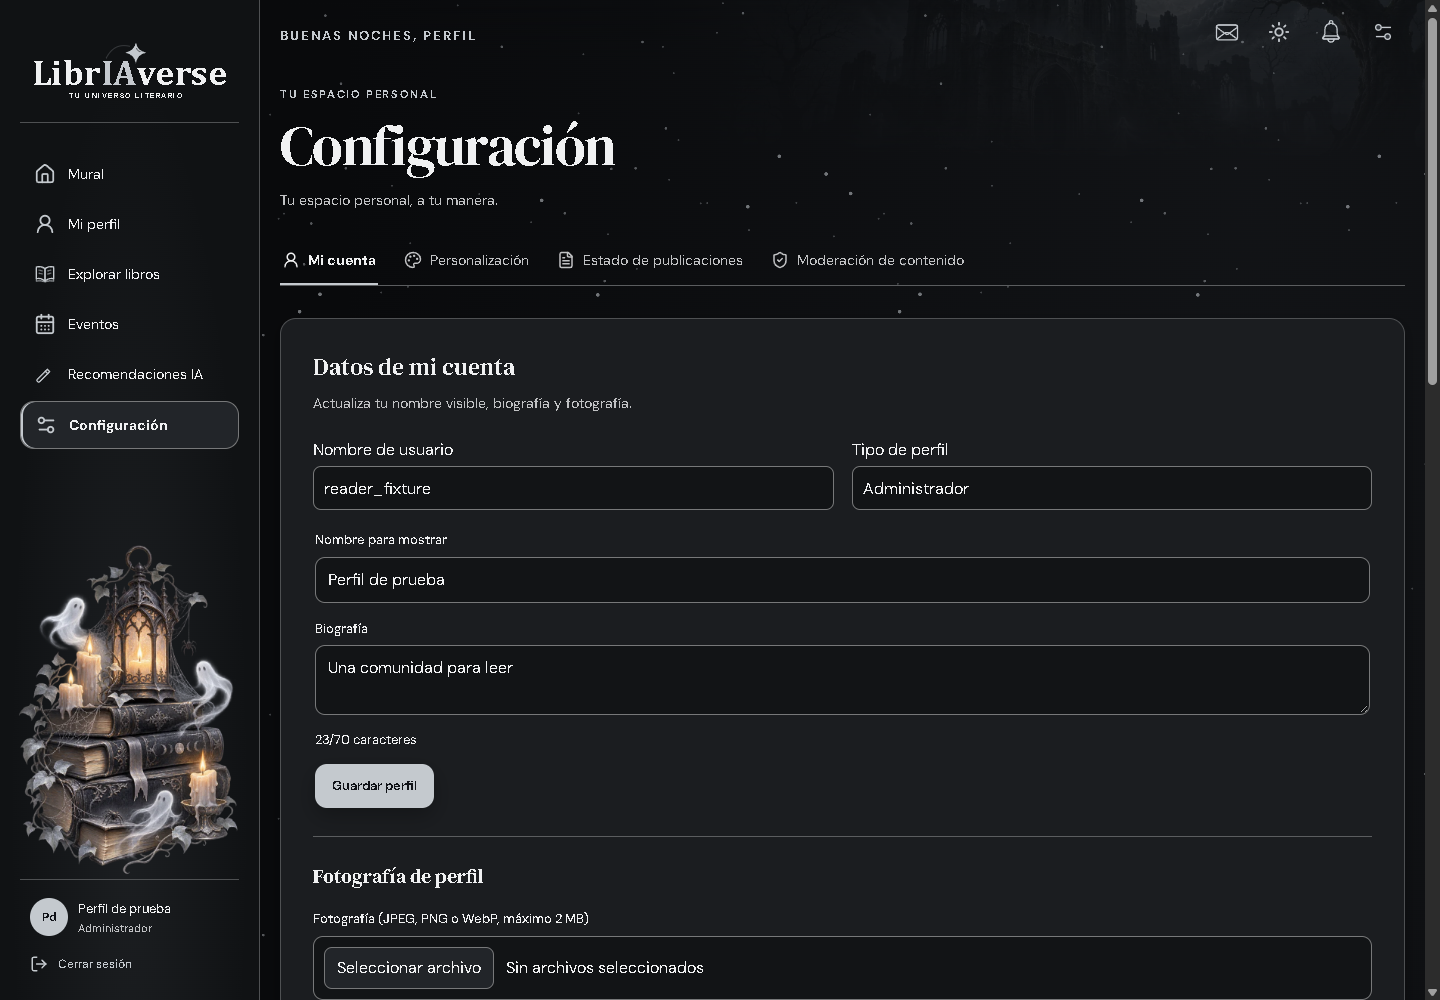 LibrIAverse
TU UNIVERSO LITERARIO
Mural
Mi perfil
Explorar libros
Eventos
Recomendaciones IA
Configuración
Pd
Perfil de prueba
Administrador
Cerrar sesión
BUENAS NOCHES, PERFIL
TU ESPACIO PERSONAL
Configuración
Tu espacio personal, a tu manera.
Mi cuenta
Personalización
Estado de publicaciones
Moderación de contenido
Datos de mi cuenta
Actualiza tu nombre visible, biografía y fotografía.
Nombre de usuario
reader_fixture
Tipo de perfil
Administrador
Nombre para mostrar
Perfil de prueba
Biografía
Una comunidad para leer
23/70 caracteres
Guardar perfil
Fotografía de perfil
Fotografía (JPEG, PNG o WebP, máximo 2 MB)
Seleccionar archivo
Sin archivos seleccionados